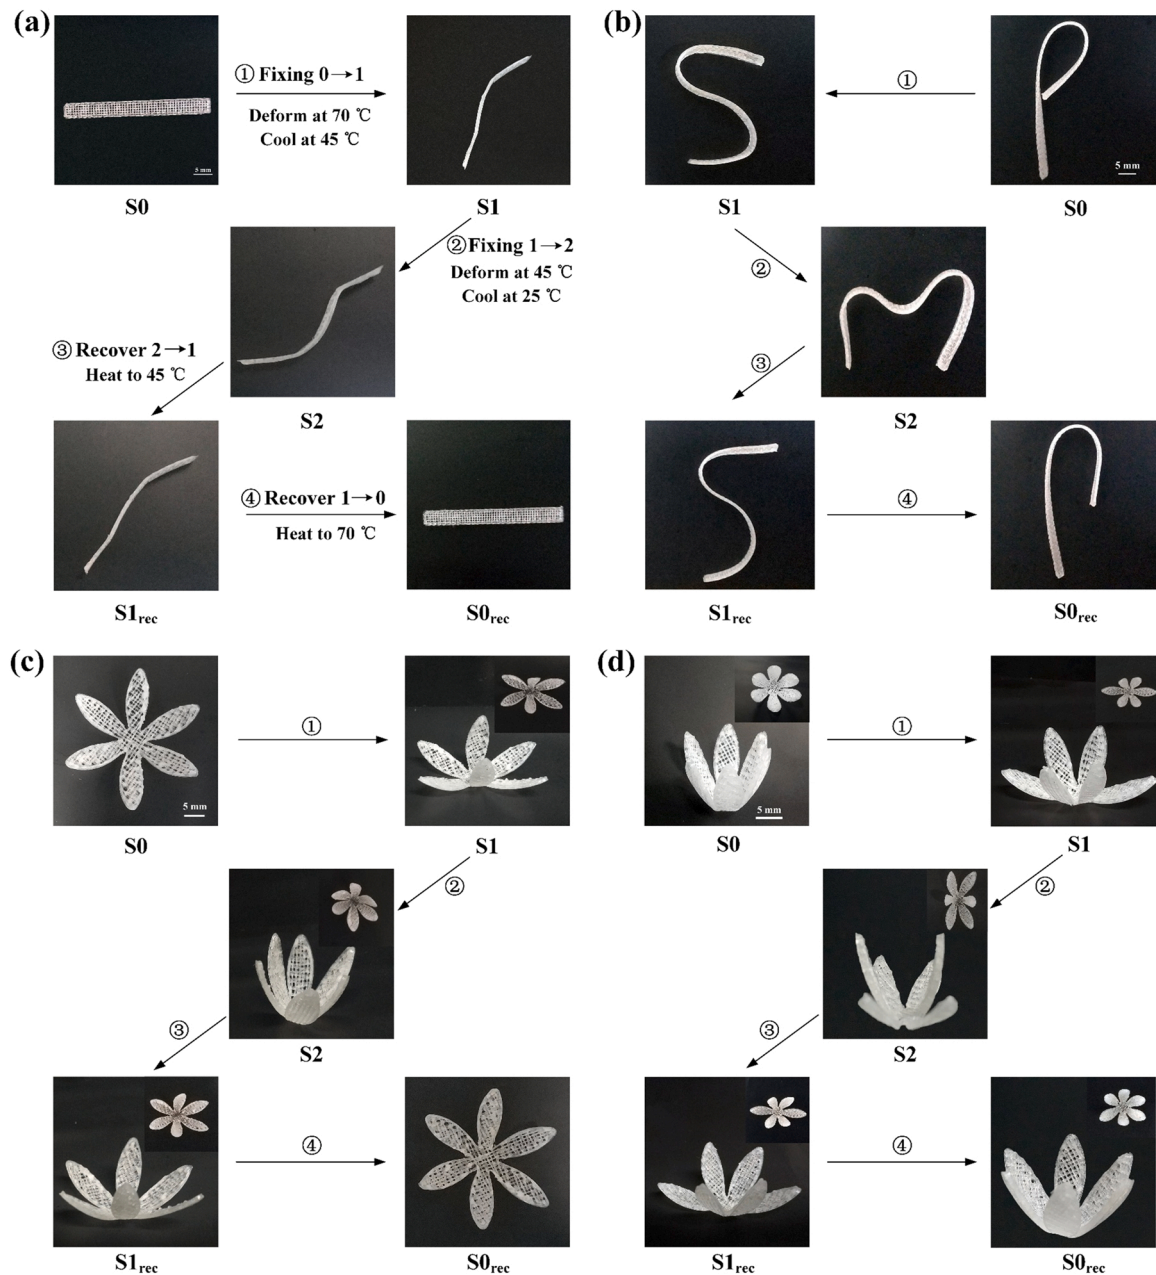 (a)
① Fixing 0→1
Deform at 70 ℃
Cool at 45 ℃
5 mm
S0
S1
② Fixing 1→2
Deform at 45 ℃
Cool at 25 ℃
③ Recover 2→1
Heat to 45 ℃
S2
④ Recover 1→0
Heat to 70 ℃
S1rec
S0rec
(b)
①
5 mm
S1
S0
②
③
S2
④
S1rec
S0rec
(c)
①
5 mm
S0
S1
②
③
S2
④
S1rec
S0rec
(d)
①
5 mm
S0
S1
②
③
S2
④
S1rec
S0rec